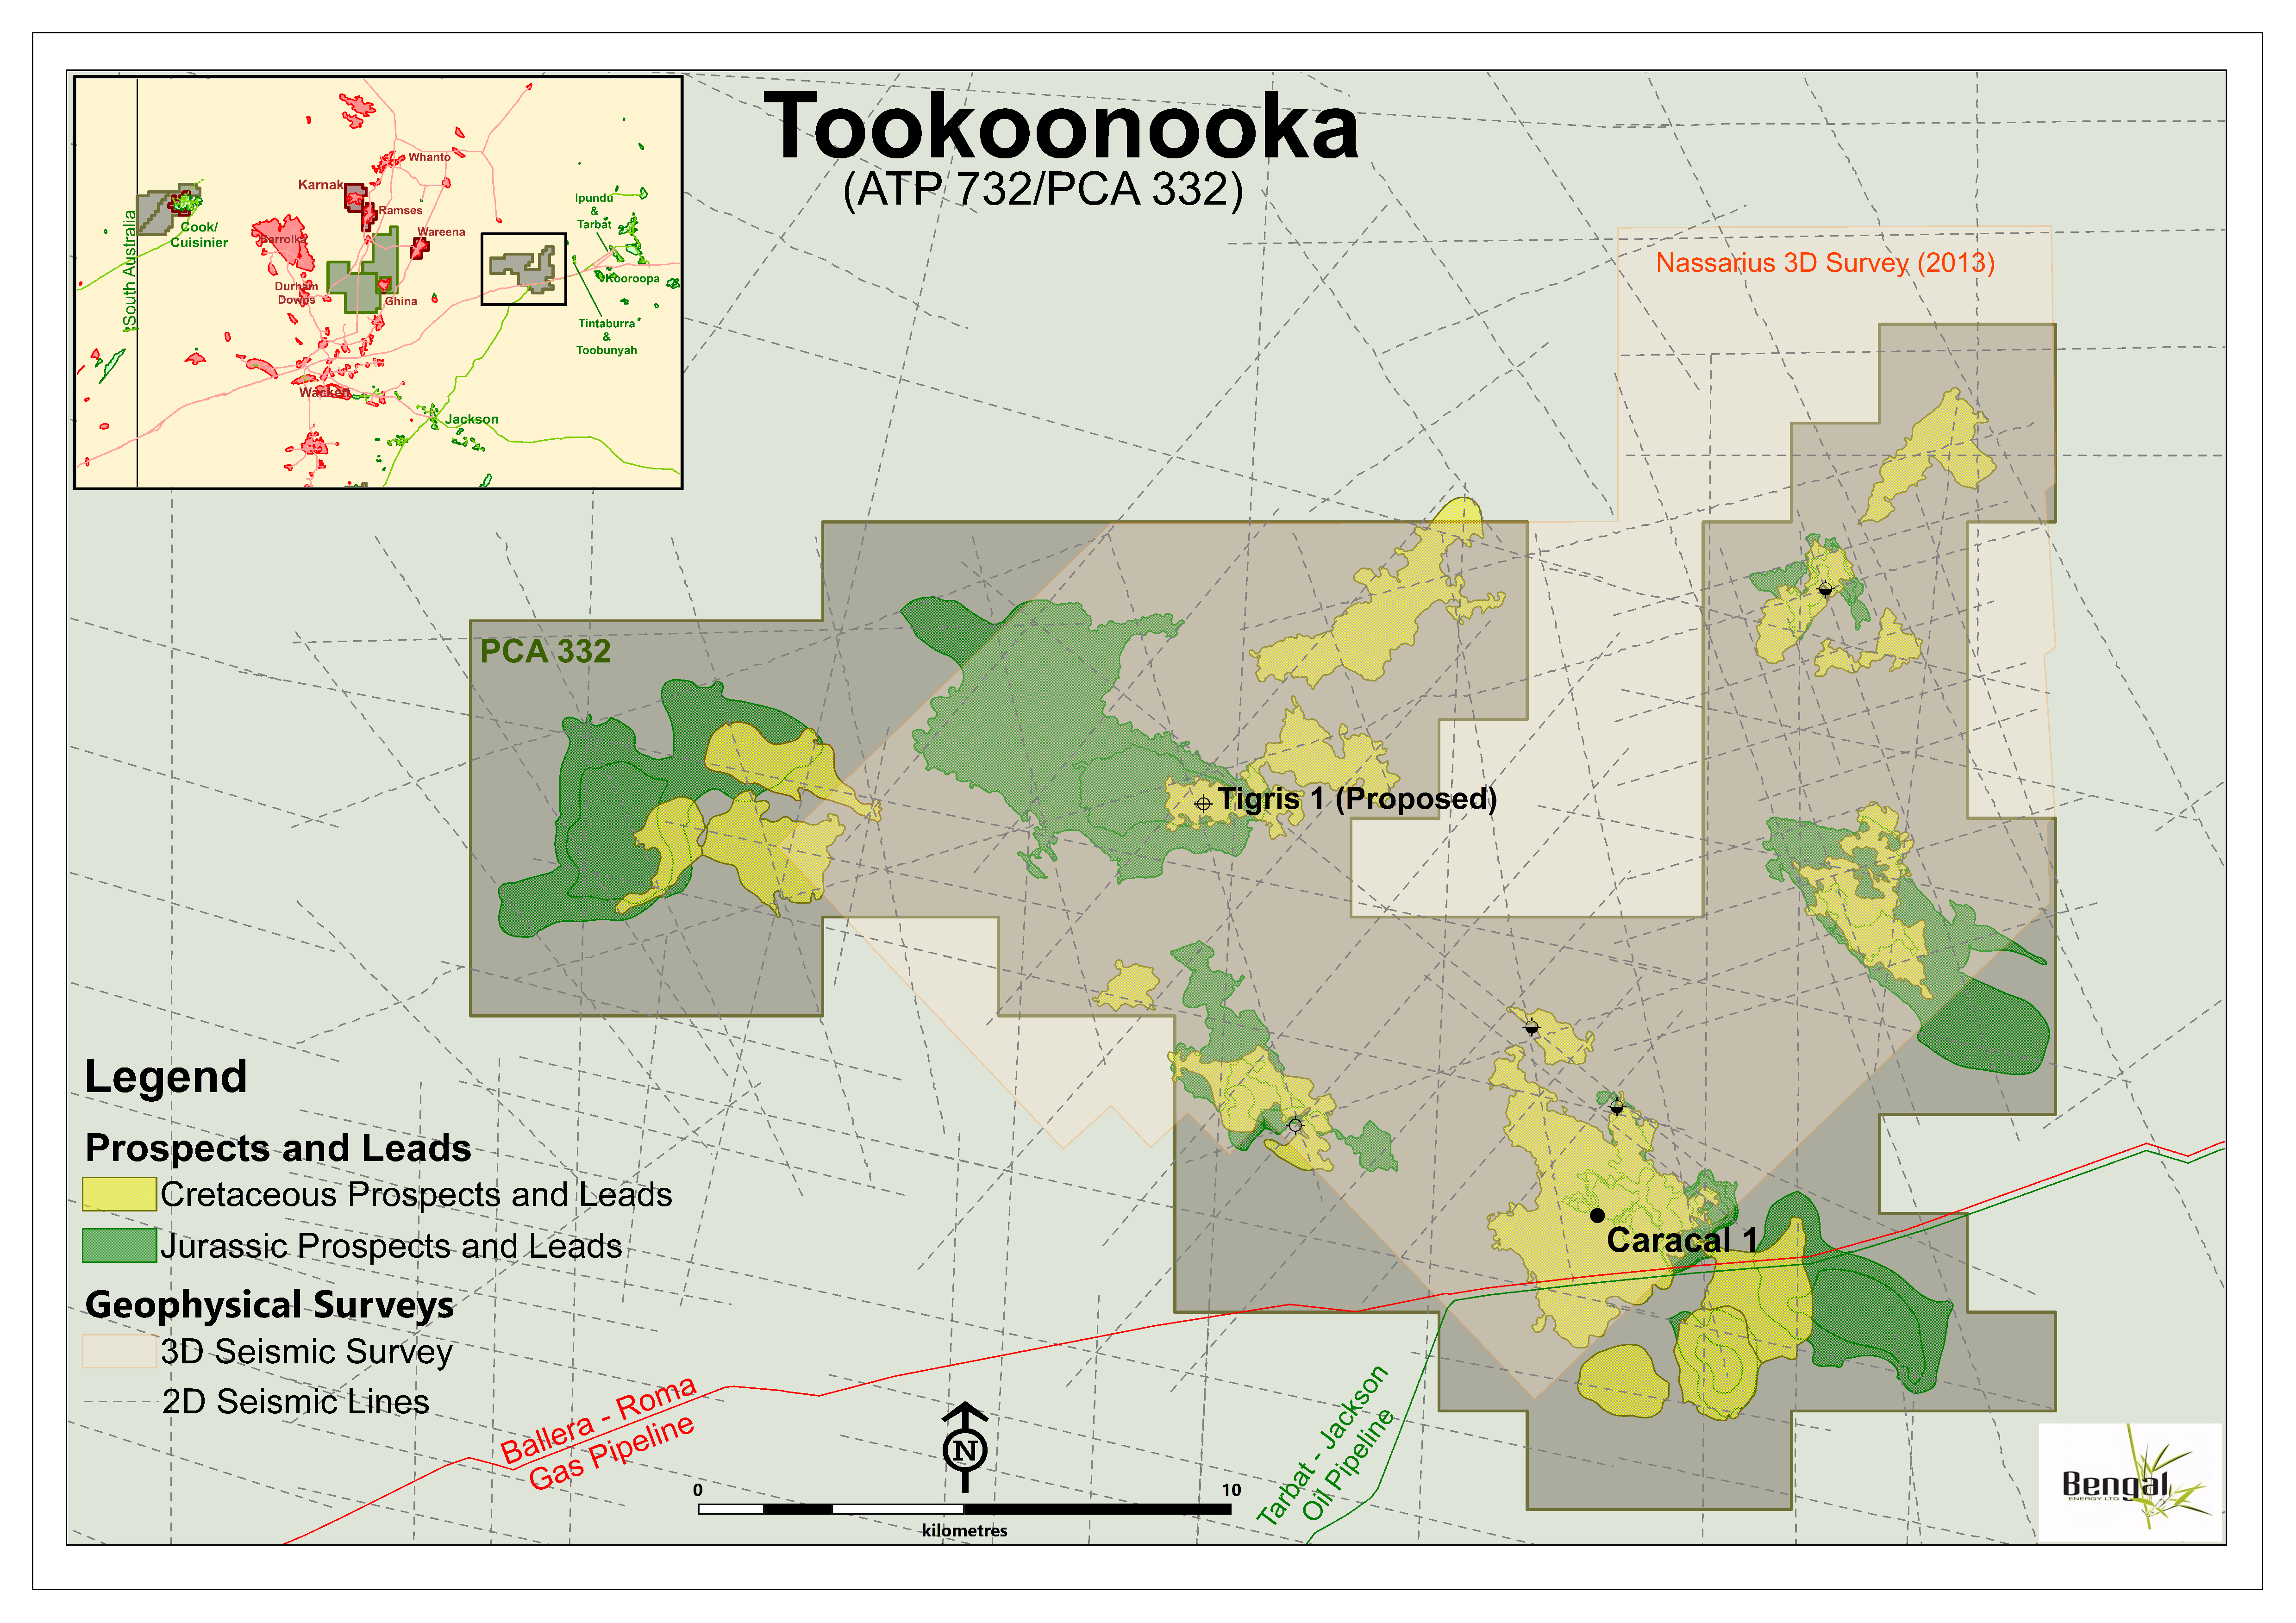 Tookoonooka
(ATP 732/PCA 332)
Whanto
Karnak
Ramses
Wareena
Ipundu
&
Tarbat
South Australia
Cook/
Cuisinier
Barrolka
Durham
Downs
Ghina
Kooroopa
Tintaburra
&
Toobunyah
Wackett
Jackson
Nassarius 3D Survey (2013)
PCA 332
Tigris 1 (Proposed)
Caracal 1
Legend
Prospects and Leads
Cretaceous Prospects and Leads
Jurassic Prospects and Leads
Geophysical Surveys
3D Seismic Survey
2D Seismic Lines
Ballera - Roma
Gas Pipeline
N
0 10
kilometres
Tarbat - Jackson
Oil Pipeline
Bengal
ENERGY LTD.